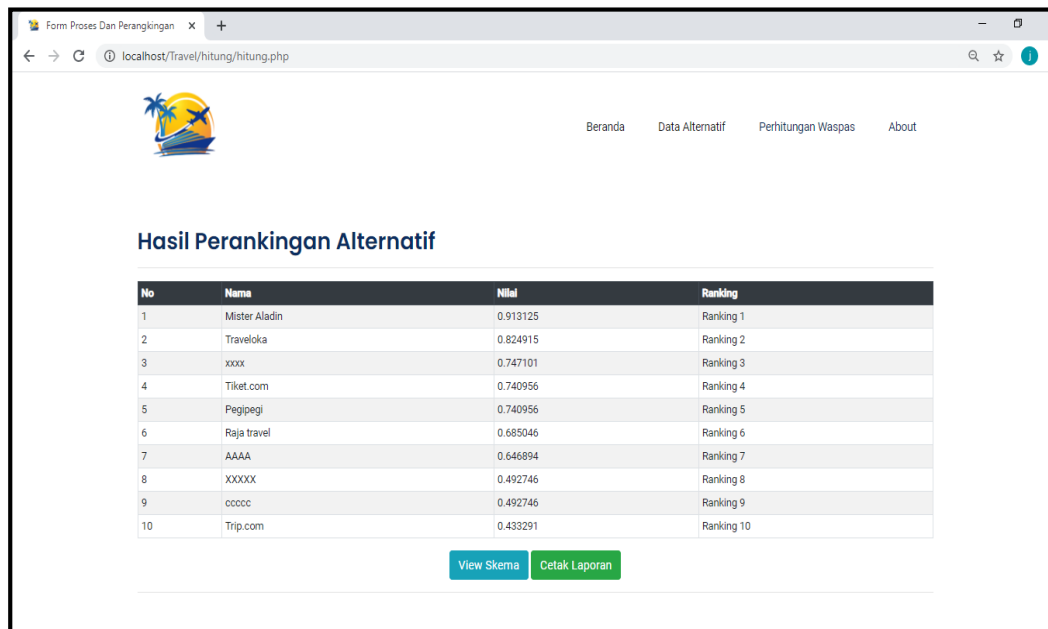 Form Proses Dan Perangkingan
localhost/Travel/hitung/hitung.php
j
Beranda Data Alternatif Perhitungan Waspas About
Hasil Perankingan Alternatif
No Nama Nilai Ranking
1 Mister Aladin 0.913125 Ranking 1
2 Traveloka 0.824915 Ranking 2
3 xxxx 0.747101 Ranking 3
4 Tiket.com 0.740956 Ranking 4
5 Pegipegi 0.740956 Ranking 5
6 Raja travel 0.685046 Ranking 6
7 AAAA 0.646894 Ranking 7
8 XXXXX 0.492746 Ranking 8
9 ccccc 0.492746 Ranking 9
10 Trip.com 0.433291 Ranking 10
View Skema Cetak Laporan